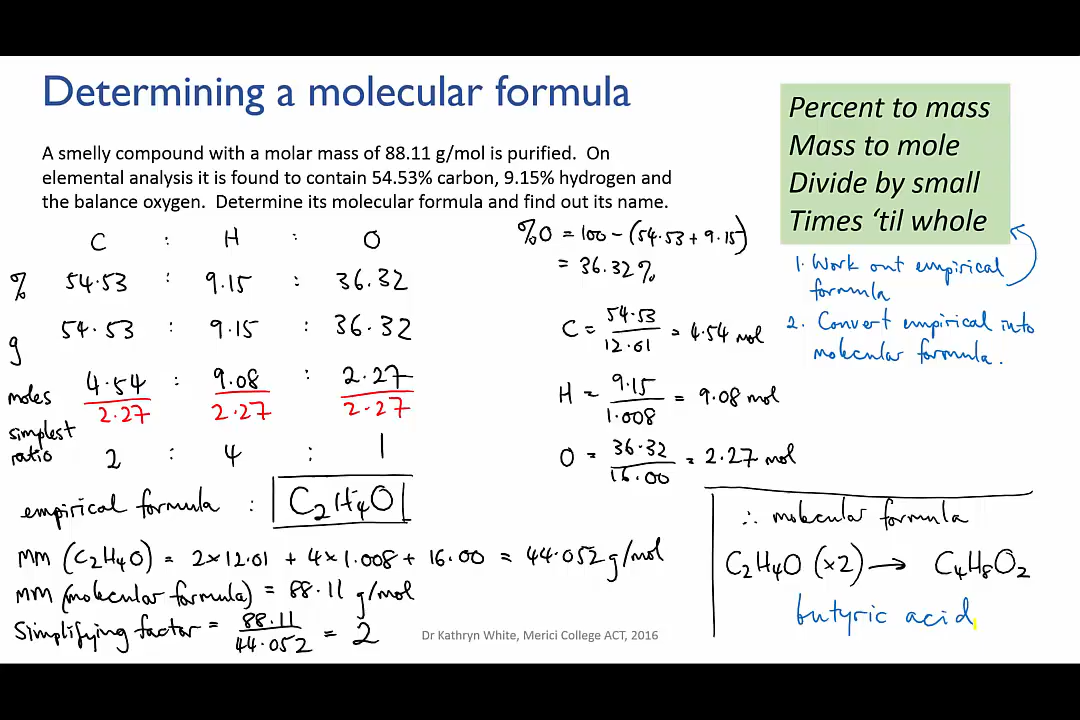 Determining a molecular formula
A smelly compound with a molar mass of 88.11 g/mol is purified. On
elemental analysis it is found to contain 54.53% carbon, 9.15% hydrogen and
the balance oxygen. Determine its molecular formula and find out its name.
C : H : O
% 54.53 : 9.15 : 36.32
g 54.53 : 9.15 : 36.32
moles 4.54/2.27 : 9.08/2.27 : 2.27/2.27
simplest ratio 2 : 4 : 1
empirical formula : C₂H₄O
MM (C₂H₄O) = 2×12.01 + 4×1.008 + 16.00 = 44.052 g/mol
MM (molecular formula) = 88.11 g/mol
Simplifying factor = 88.11/44.052 = 2
%O = 100 - (54.53 + 9.15)
= 36.32 %
C = 54.53/12.01 = 4.54 mol
H = 9.15/1.008 = 9.08 mol
O = 36.32/16.00 = 2.27 mol
Percent to mass
Mass to mole
Divide by small
Times ‘til whole
1. Work out empirical
formula
2. Convert empirical into
molecular formula.
∴ molecular formula
C₂H₄O (×2) → C₄H₈O₂
butyric acid
Dr Kathryn White, Merici College ACT, 2016